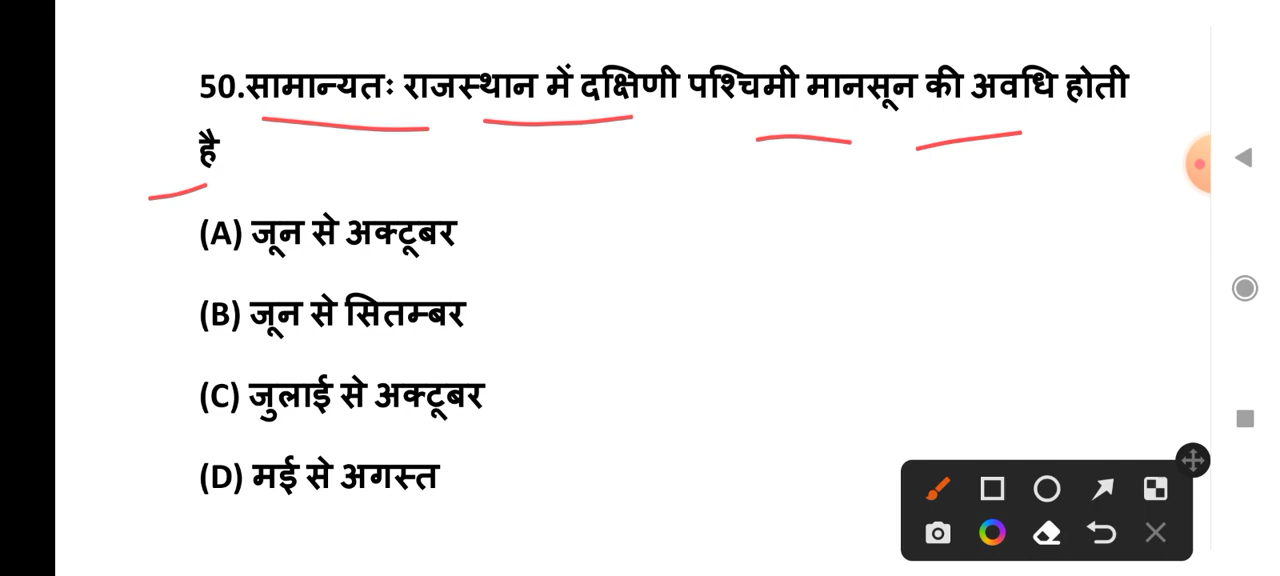 50.सामान्यतः राजस्थान में दक्षिणी पश्चिमी मानसून की अवधि होती
है
(A) जून से अक्टूबर
(B) जून से सितम्बर
(C) जुलाई से अक्टूबर
(D) मई से अगस्त